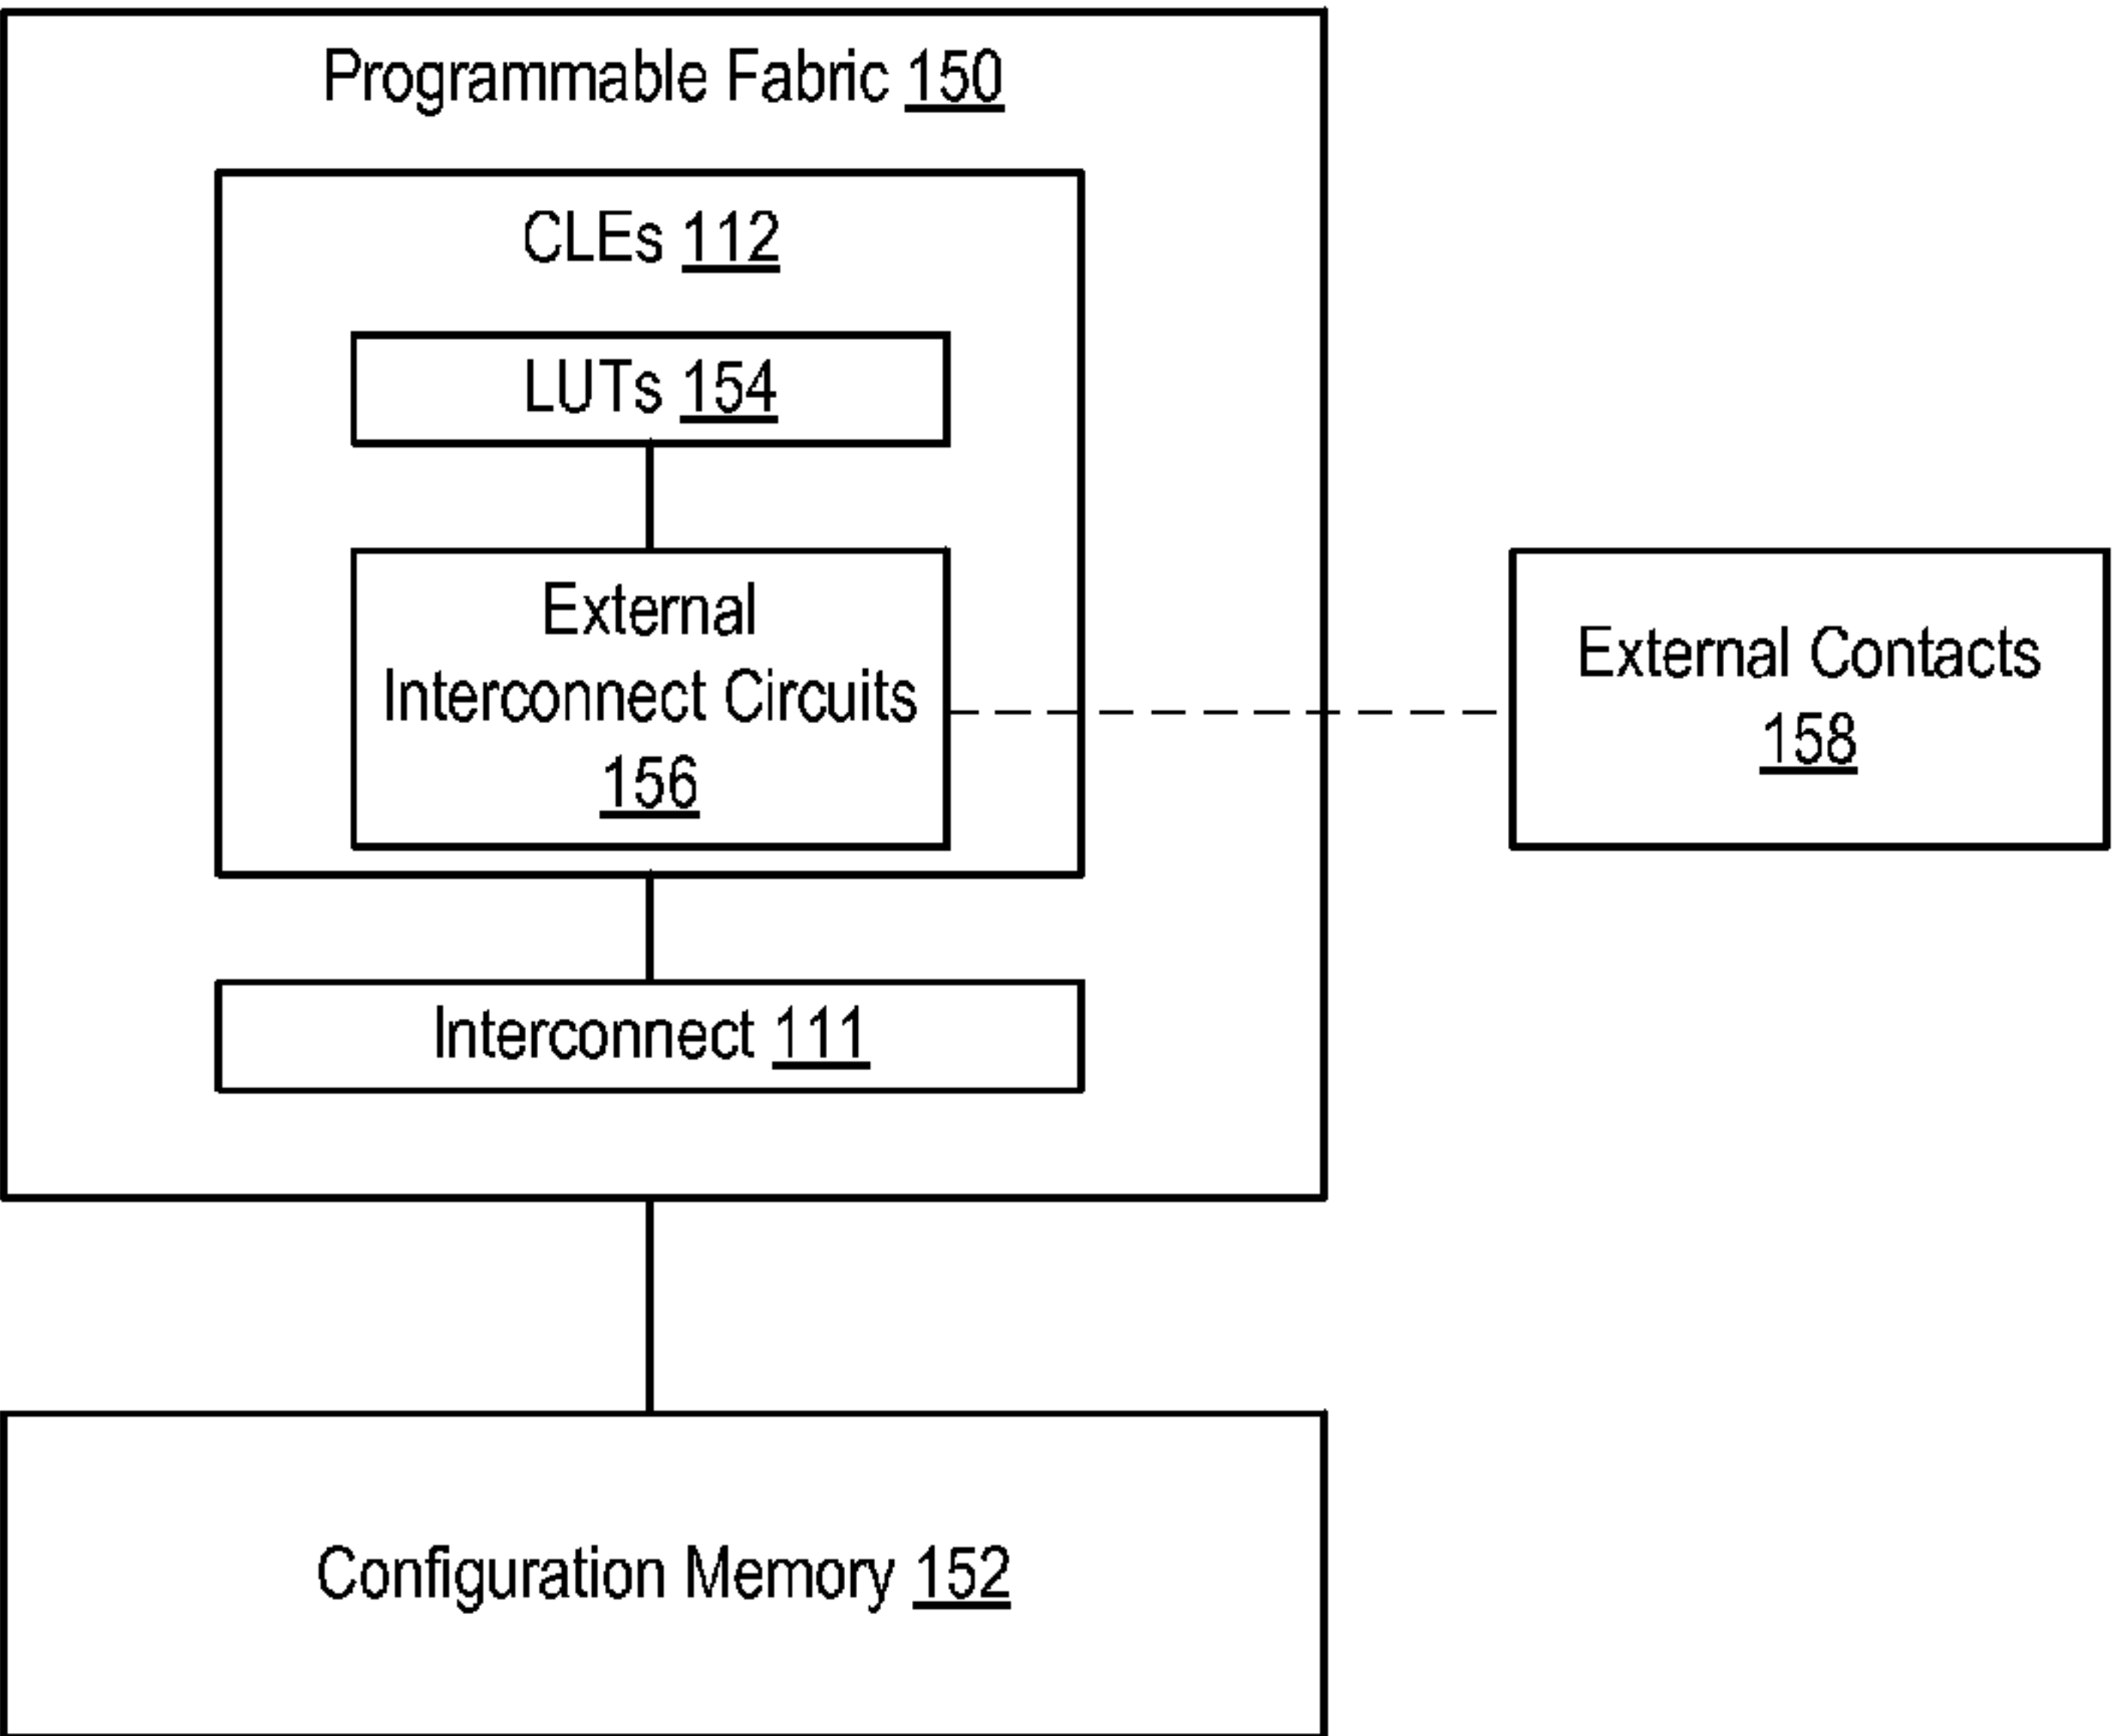 Programmable Fabric 150
CLEs 112
LUTs 154
External
Interconnect Circuits
156
External Contacts
158
Interconnect 111
Configuration Memory 152